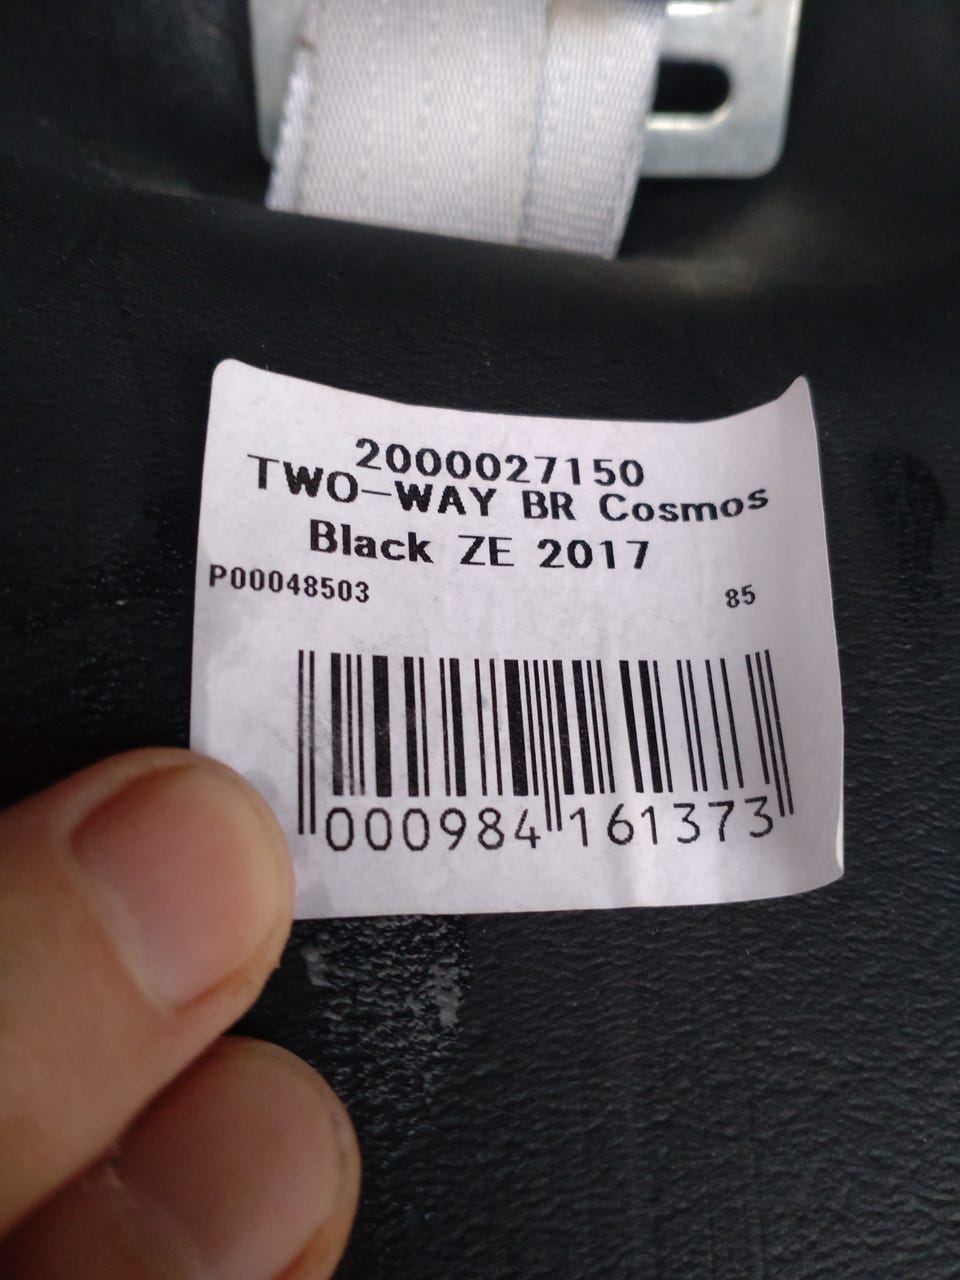 2000027150
TWO-WAY BR Cosmos
Black ZE 2017
P00048503 85
000984 161373